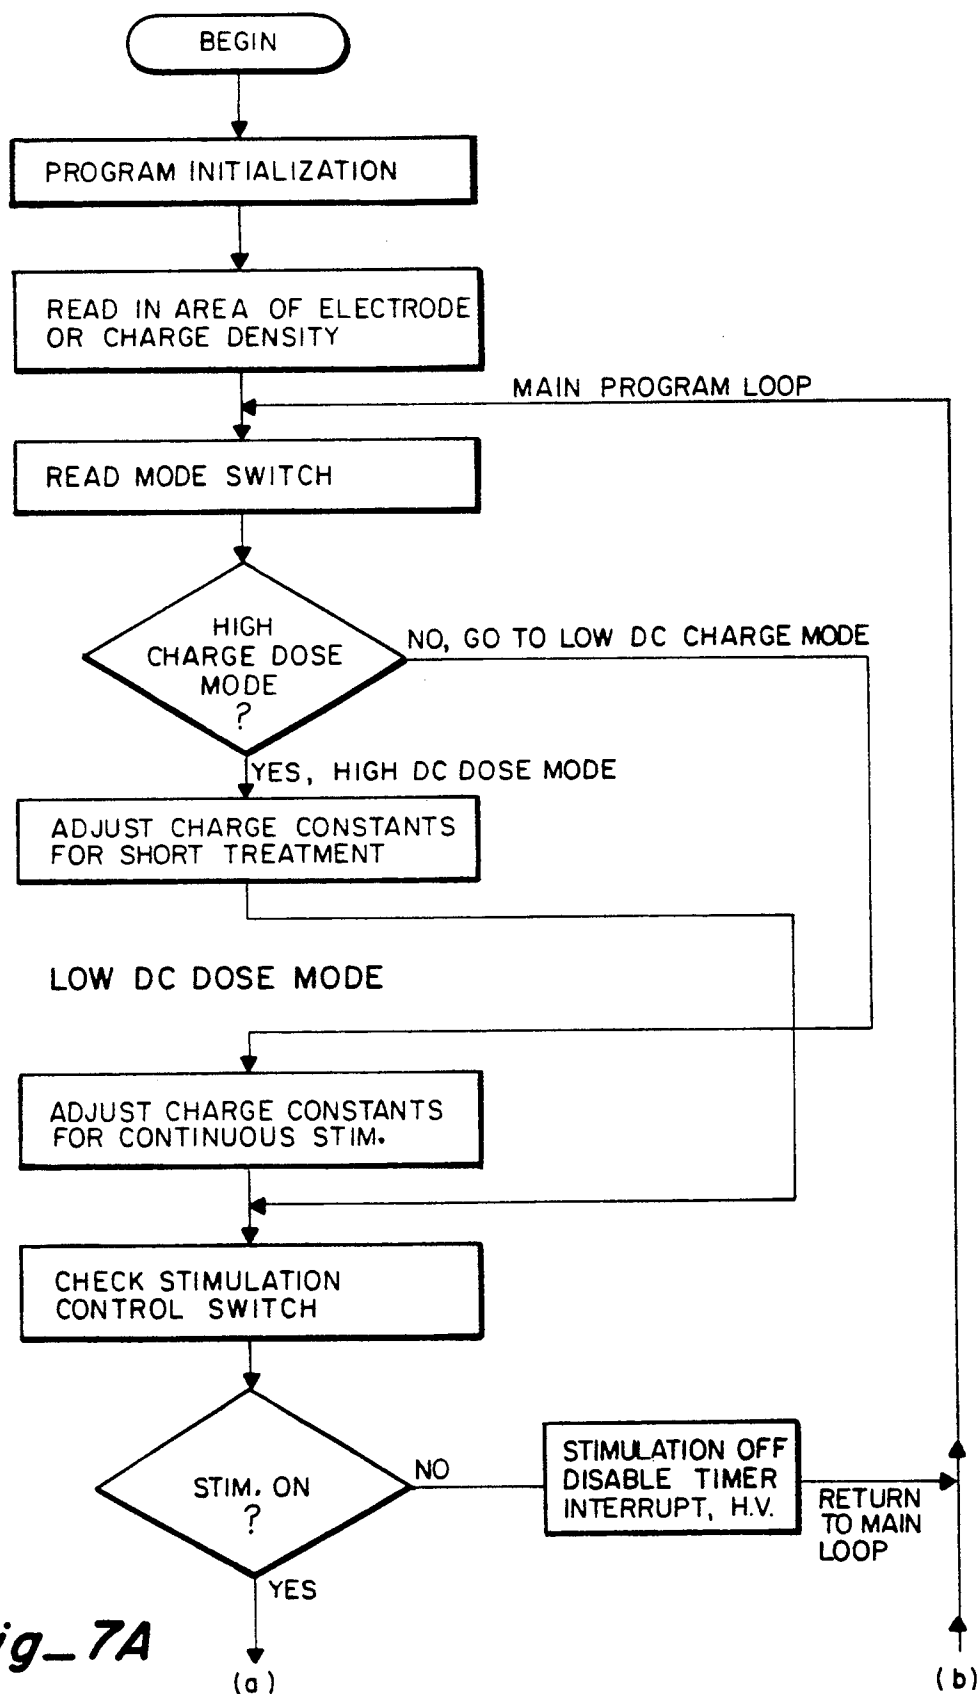 BEGIN
PROGRAM INITIALIZATION
READ IN AREA OF ELECTRODE
OR CHARGE DENSITY
MAIN PROGRAM LOOP
READ MODE SWITCH
HIGH
CHARGE DOSE
MODE
?
NO, GO TO LOW DC CHARGE MODE
YES, HIGH DC DOSE MODE
ADJUST CHARGE CONSTANTS
FOR SHORT TREATMENT
LOW DC DOSE MODE
ADJUST CHARGE CONSTANTS
FOR CONTINUOUS STIM.
CHECK STIMULATION
CONTROL SWITCH
STIM. ON
?
NO
STIMULATION OFF
DISABLE TIMER
INTERRUPT, H.V.
RETURN
TO MAIN
LOOP
YES
ig_7A
(a)
(b)